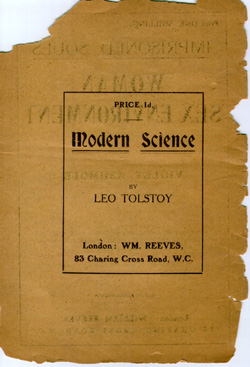 PRICE 1d.
Modern Science
BY
LEO TOLSTOY
London: WM. REEVES,
83 Charing Cross Road, W.C.